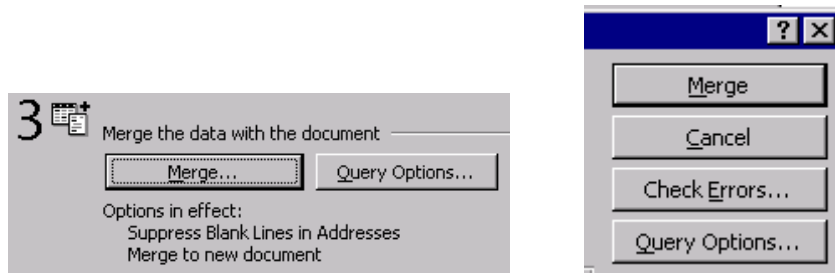 3 Merge the data with the document
Merge... Query Options...
Options in effect:
Suppress Blank Lines in Addresses
Merge to new document
?
Merge
Cancel
Check Errors...
Query Options...